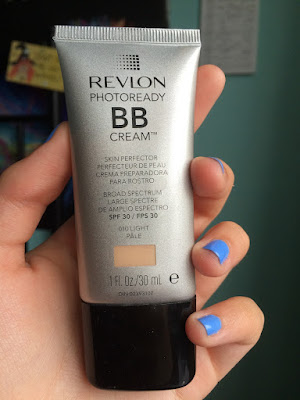 REVLON
PHOTOREADY
BB
CREAM™
SKIN PERFECTOR
PERFECTEUR DE PEAU
CREMA PREPARADORA
PARA ROSTRO
BROAD SPECTRUM
LARGE SPECTRE
DE AMPLIO ESPECTRO
SPF 30 / FPS 30
010 LIGHT
PÂLE
1 FL. Oz./30 mL e